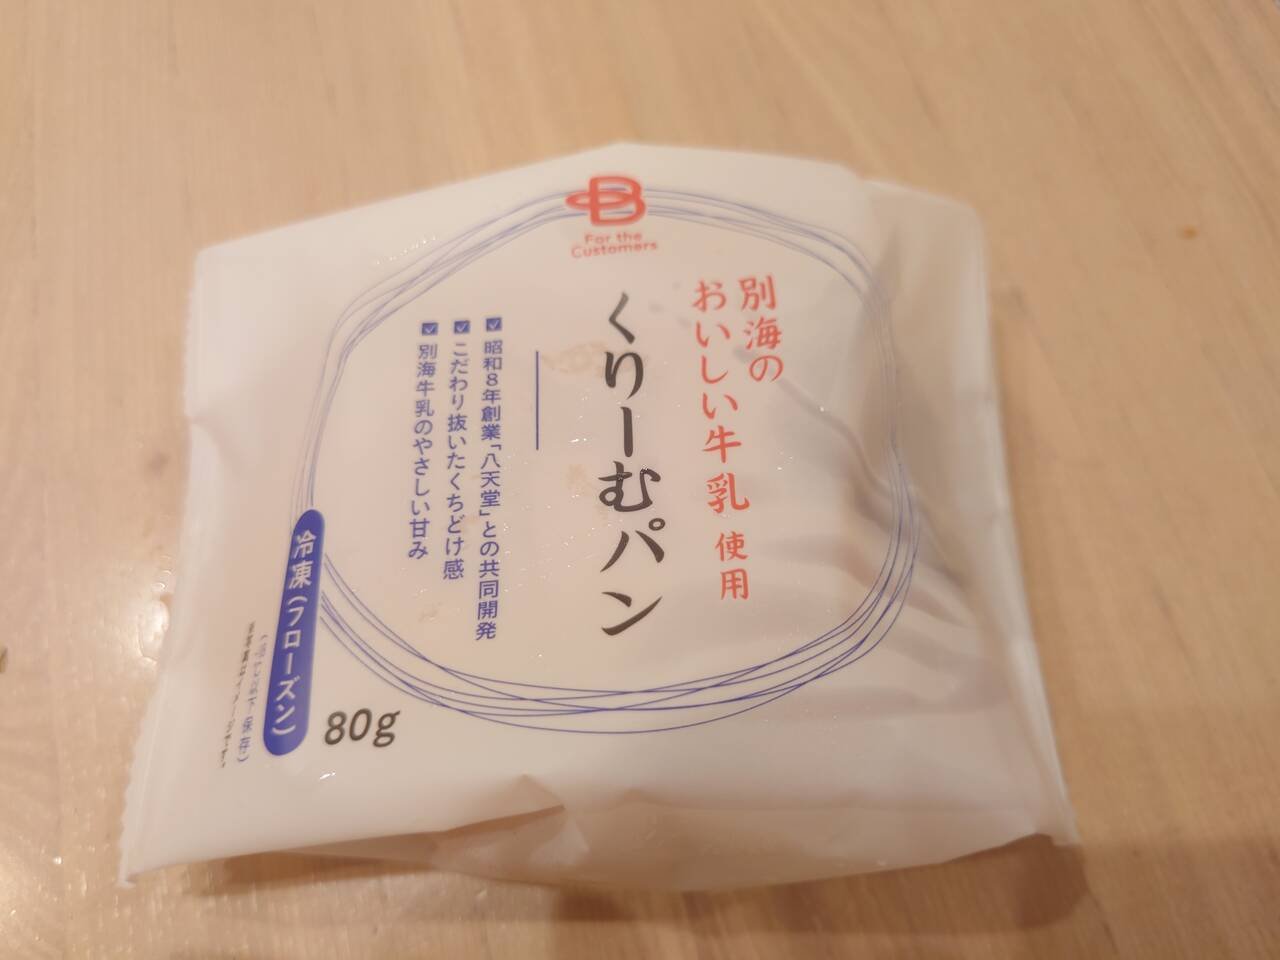 B
For the
Customers
別海の
おいしい牛乳 使用
くりーむパン
昭和8年創業「八天堂」との共同開発
こだわり抜いたくちどけ感
別海牛乳のやさしい甘み
冷凍(フローズン)
80g